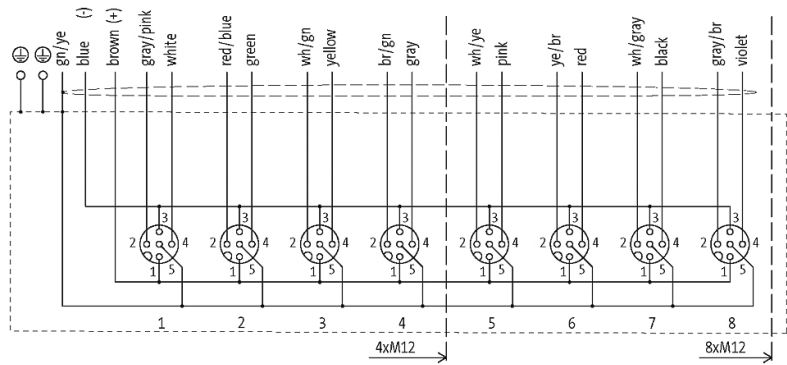 gn/ye
blue (-)
brown (+)
gray/pink
white
red/blue
green
wh/gn
yellow
br/gn
gray
wh/ye
pink
ye/br
red
wh/gray
black
gray/br
violet
3 3 3 3 3 3 3 3
2 4 2 4 2 4 2 4 2 4 2 4 2 4 2 4
1 5 1 5 1 5 1 5 1 5 1 5 1 5 1 5
1 2 3 4 5 6 7 8
4xM12 8xM12